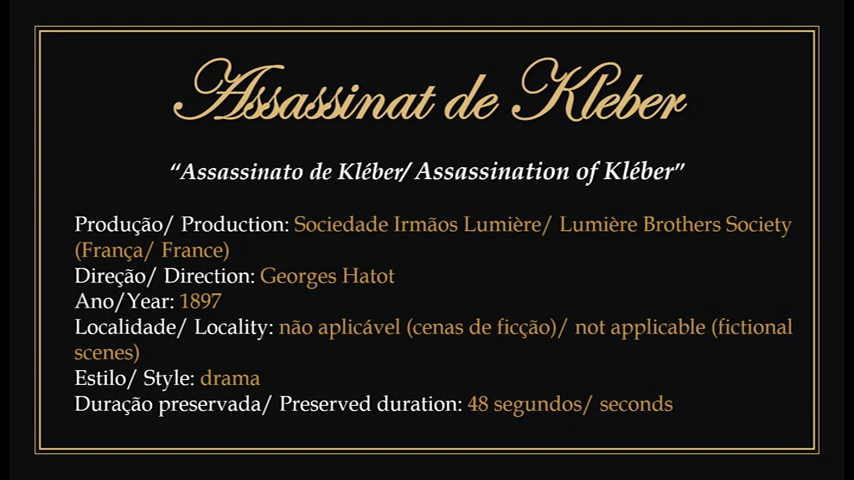 Assassinat de Kleber
“Assassinato de Kléber/ Assassination of Kléber”
Produção/ Production: Sociedade Irmãos Lumière/ Lumière Brothers Society
(França/ France)
Direção/ Direction: Georges Hatot
Ano/Year: 1897
Localidade/ Locality: não aplicável (cenas de ficção)/ not applicable (fictional
scenes)
Estilo/ Style: drama
Duração preservada/ Preserved duration: 48 segundos/ seconds